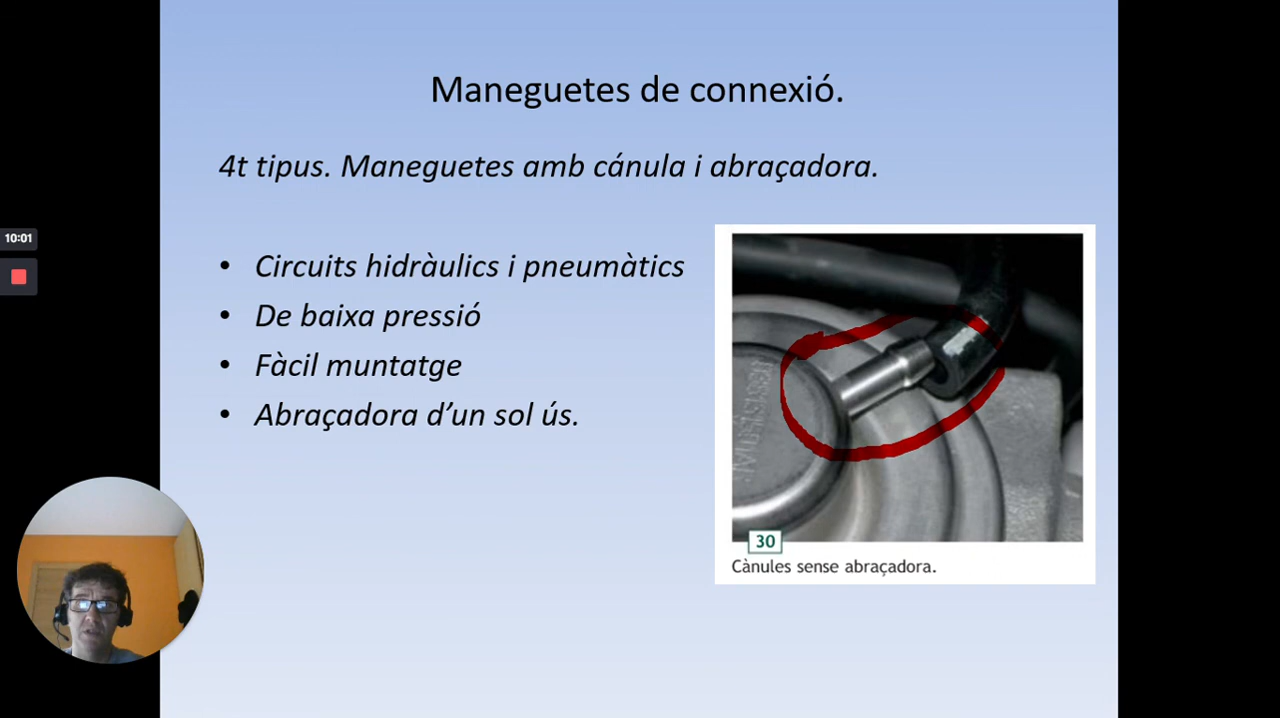 Maneguetes de connexió.
4t tipus. Maneguetes amb cánula i abraçadora.
• Circuits hidràulics i pneumàtics
• De baixa pressió
• Fàcil muntatge
• Abraçadora d’un sol ús.
10:01
30
Cànules sense abraçadora.